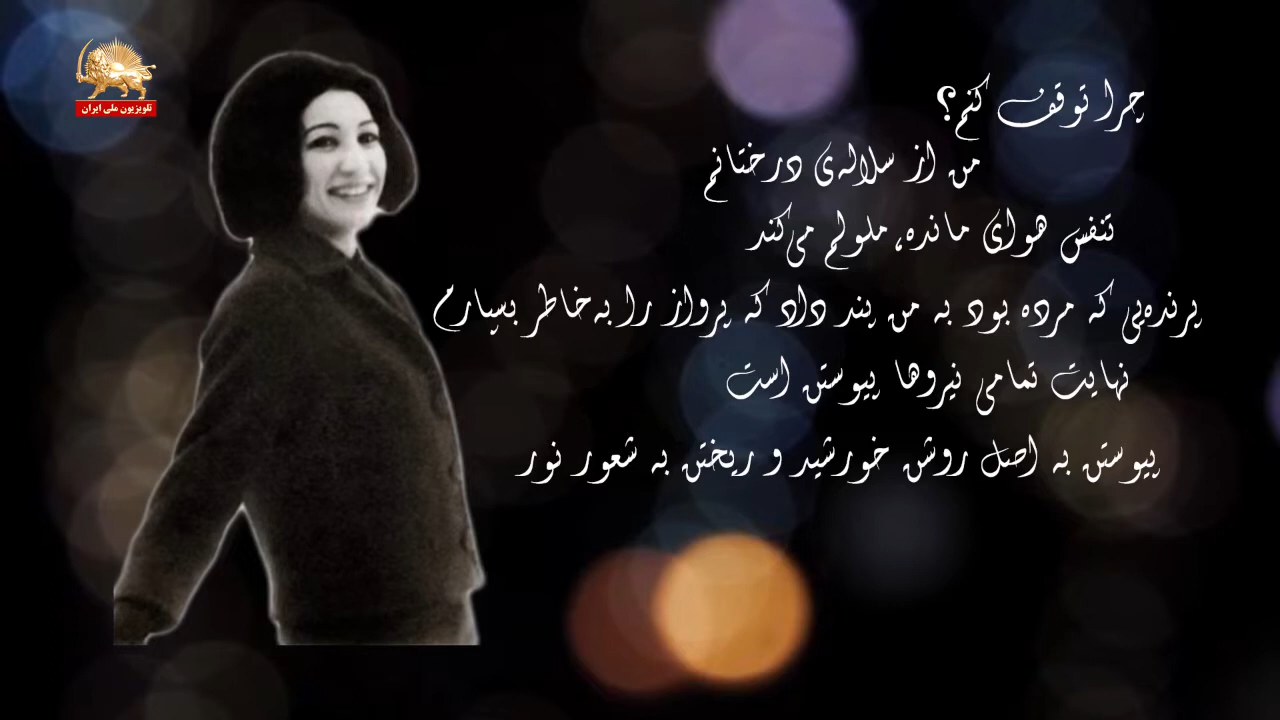 تلویزیون ملی ایران
چرا توقف کنم؟
من از سلاله‌ی درختانم
تنفس هوای مانده، ملولم می‌کند
پرنده‌یی که مرده بود به من پند داد که پرواز را به‌خاطر بسپارم
نهایت تمامی نیروها پیوستن است
پیوستن به اصل روشن خورشید و ریختن به شعور نور